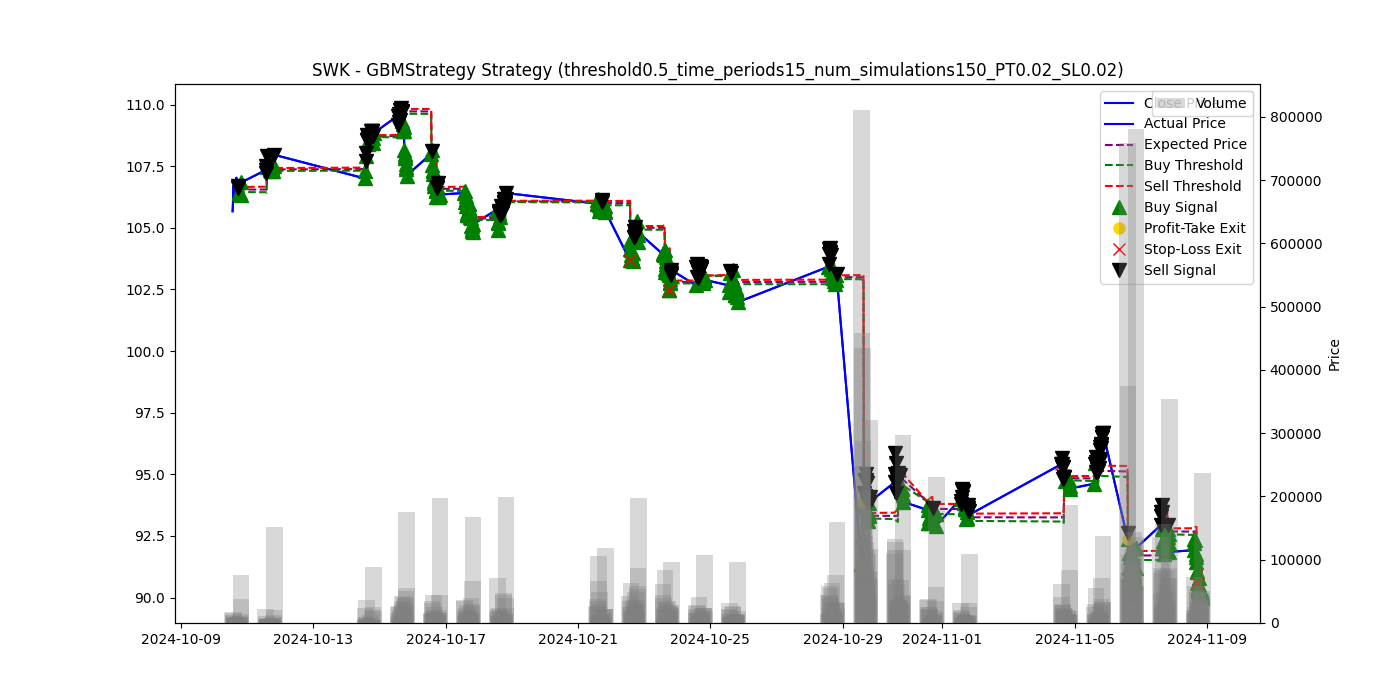 SWK - GBMStrategy Strategy (threshold0.5_time_periods15_num_simulations150_PT0.02_SL0.02)
110.0
107.5
105.0
102.5
100.0
97.5
95.0
92.5
90.0
Volume
Actual Price
Expected Price
Buy Threshold
Sell Threshold
Buy Signal
Profit-Take Exit
Stop-Loss Exit
Sell Signal
800000
700000
600000
500000
400000
300000
200000
100000
0
Price
2024-10-09
2024-10-13
2024-10-17
2024-10-21
2024-10-25
2024-10-29
2024-11-01
2024-11-05
2024-11-09